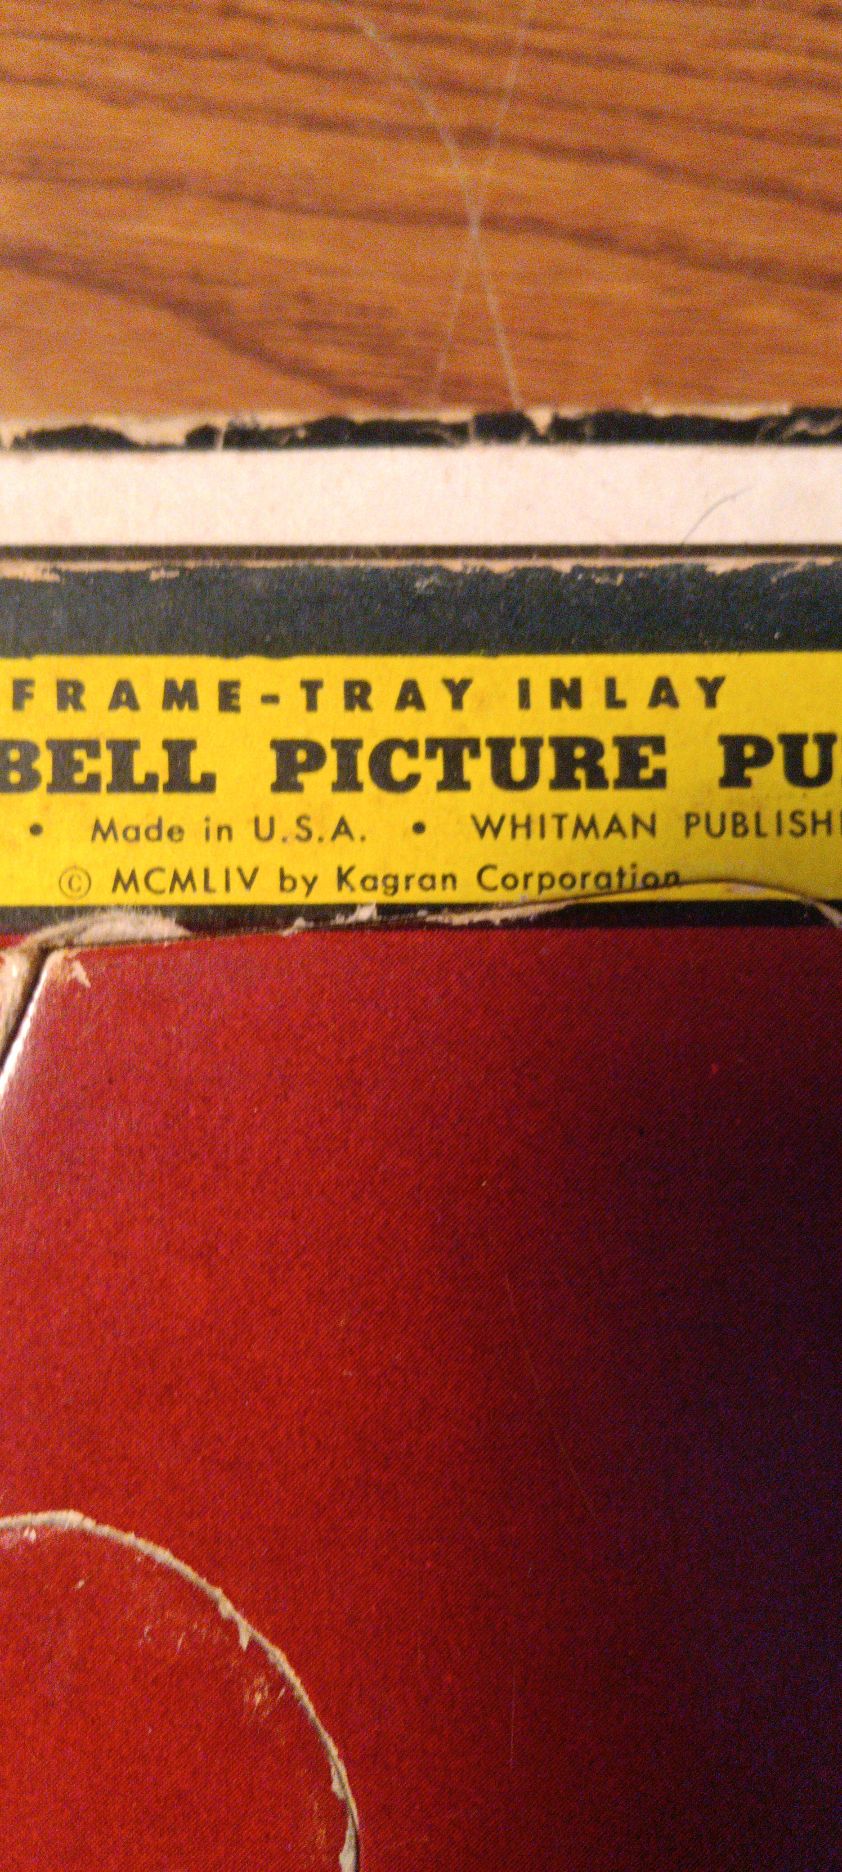 FRAME-TRAY INLAY
BELL PICTURE PU
• Made in U.S.A. • WHITMAN PUBLISH
© MCMLIV by Kagran Corporation